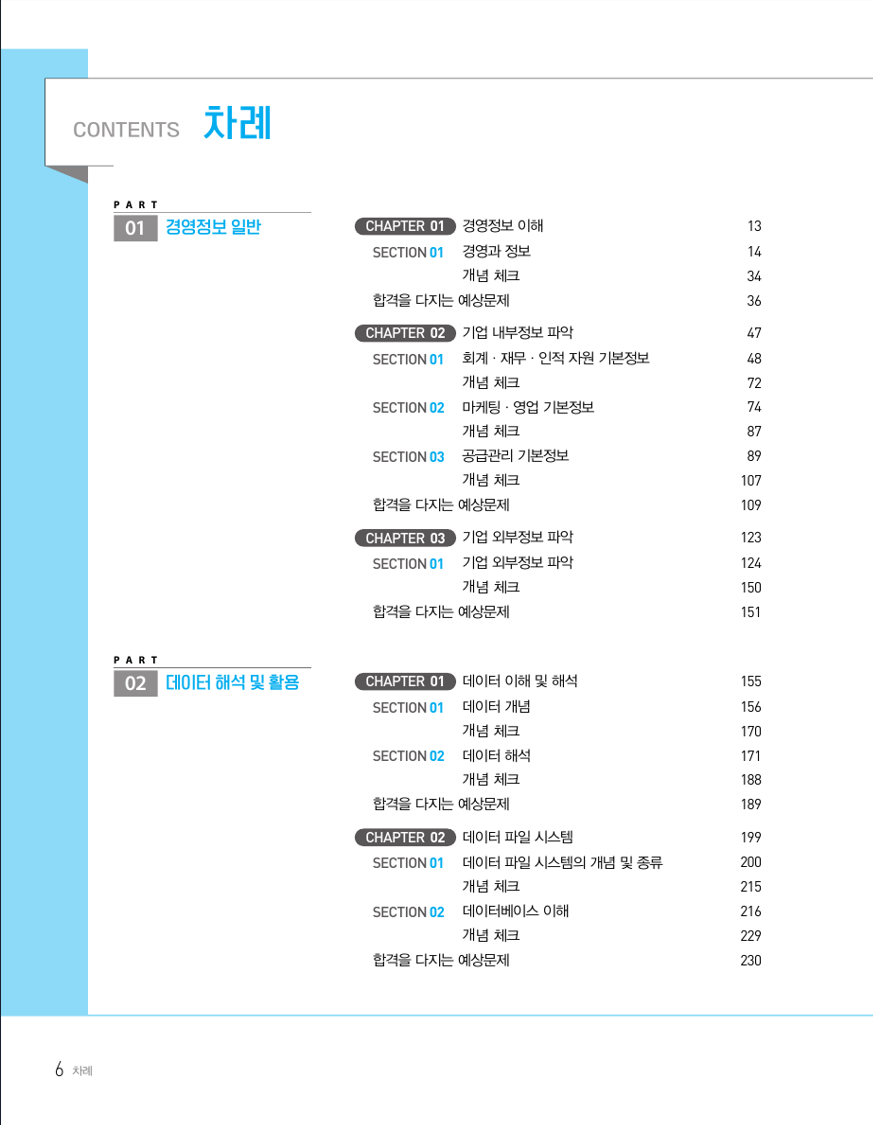 CONTENTS 차례
PART
01 경영정보 일반
CHAPTER 01 경영정보 이해 13
SECTION 01 경영과 정보 14
개념 체크 34
합격을 다지는 예상문제 36
CHAPTER 02 기업 내부정보 파악 47
SECTION 01 회계 · 재무 · 인적 자원 기본정보 48
개념 체크 72
SECTION 02 마케팅 · 영업 기본정보 74
개념 체크 87
SECTION 03 공급관리 기본정보 89
개념 체크 107
합격을 다지는 예상문제 109
CHAPTER 03 기업 외부정보 파악 123
SECTION 01 기업 외부정보 파악 124
개념 체크 150
합격을 다지는 예상문제 151
PART
02 데이터 해석 및 활용
CHAPTER 01 데이터 이해 및 해석 155
SECTION 01 데이터 개념 156
개념 체크 170
SECTION 02 데이터 해석 171
개념 체크 188
합격을 다지는 예상문제 189
CHAPTER 02 데이터 파일 시스템 199
SECTION 01 데이터 파일 시스템의 개념 및 종류 200
개념 체크 215
SECTION 02 데이터베이스 이해 216
개념 체크 229
합격을 다지는 예상문제 230
6 차례